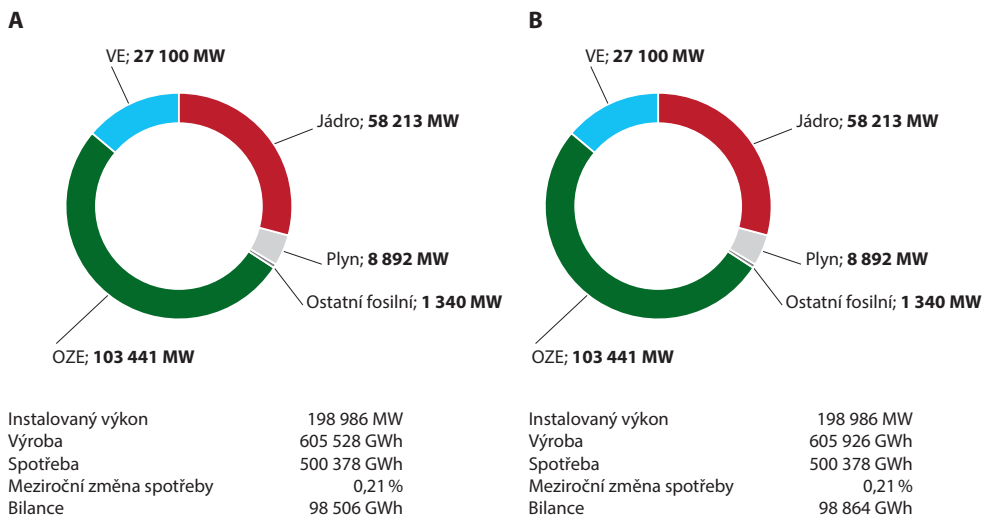 A
VE; 27 100 MW
Jádro; 58 213 MW
Plyn; 8 892 MW
Ostatní fosilní; 1 340 MW
OZE; 103 441 MW
Instalovaný výkon 198 986 MW
Výroba 605 528 GWh
Spotřeba 500 378 GWh
Meziroční změna spotřeby 0,21 %
Bilance 98 506 GWh
B
VE; 27 100 MW
Jádro; 58 213 MW
Plyn; 8 892 MW
Ostatní fosilní; 1 340 MW
OZE; 103 441 MW
Instalovaný výkon 198 986 MW
Výroba 605 926 GWh
Spotřeba 500 378 GWh
Meziroční změna spotřeby 0,21 %
Bilance 98 864 GWh